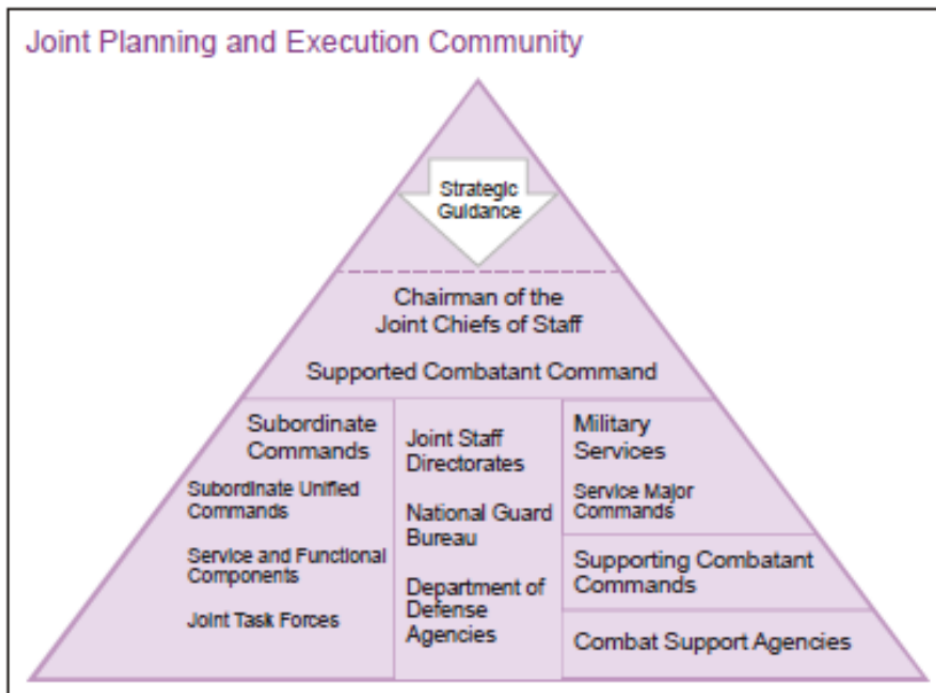 Joint Planning and Execution Community
Strategic
Guidance
Chairman of the
Joint Chiefs of Staff
Supported Combatant Command
Subordinate
Commands
Subordinate Unified
Commands
Service and Functional
Components
Joint Task Forces
Joint Staff
Directorates
National Guard
Bureau
Department of
Defense
Agencies
Military
Services
Service Major
Commands
Supporting Combatant
Commands
Combat Support Agencies